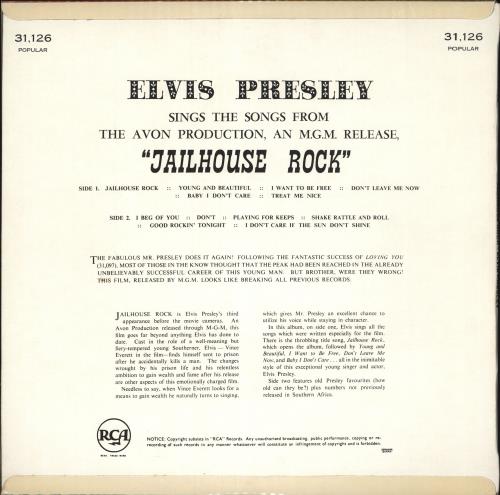 31,126
POPULAR
31,126
POPULAR
ELVIS PRESLEY
SINGS THE SONGS FROM
THE AVON PRODUCTION, AN M.G.M. RELEASE,
"JAILHOUSE ROCK"
SIDE 1. JAILHOUSE ROCK :: YOUNG AND BEAUTIFUL :: I WANT TO BE FREE :: DON'T LEAVE ME NOW
:: BABY I DON'T CARE :: TREAT ME NICE
SIDE 2. I BEG OF YOU :: DON'T :: PLAYING FOR KEEPS :: SHAKE RATTLE AND ROLL
:: GOOD ROCKIN' TONIGHT :: I DON'T CARE IF THE SUN DON'T SHINE
THE FABULOUS MR. PRESLEY DOES IT AGAIN! FOLLOWING THE FANTASTIC SUCCESS OF LOVING YOU
(31,097), MOST OF THOSE IN THE KNOW THOUGHT THAT THE PEAK HAD BEEN REACHED IN THE ALREADY
UNBELIEVABLY SUCCESSFUL CAREER OF THIS YOUNG MAN. BUT BROTHER, WERE THEY WRONG!
THIS FILM, RELEASED BY M.G.M. LOOKS LIKE BREAKING ALL PREVIOUS RECORDS.
JAILHOUSE ROCK is Elvis Presley's third
appearance before the movie cameras. An
Avon Production released through M-G-M, this
film goes far beyond anything Elvis has done to
date. Cast in the role of a well-meaning but
fiery-tempered young Southerner, Elvis — Vince
Everett in the film—finds himself sent to prison
after he accidentally kills a man. The changes
wrought by his prison life and his relentless
ambition to gain wealth and fame after his release
are other aspects of this emotionally charged film.
Needless to say, when Vince Everett looks for a
means to gain wealth he naturally turns to singing,
which gives Mr. Presley an excellent chance to
utilize his voice while staying in character.
In this album, on side one, Elvis sings all the
songs which were written especially for the film.
There is the throbbing title song, Jailhouse Rock,
which opens the album, followed by Young and
Beautiful, I Want to Be Free, Don't Leave Me
Now, and Baby I Don't Care . . . all in the inimitable
style of this exceptional young singer and actor,
Elvis Presley.
Side two features old Presley favourites (how
old can they be?) plus numbers not previously
released in Southern Africa.
RCA
NOTICE: Copyright subsists in "RCA" Records. Any unauthorised broadcasting, public performance, copying or re-
recording of such records in any manner whatsoever will constitute an infringement of copyright and is forbidden.